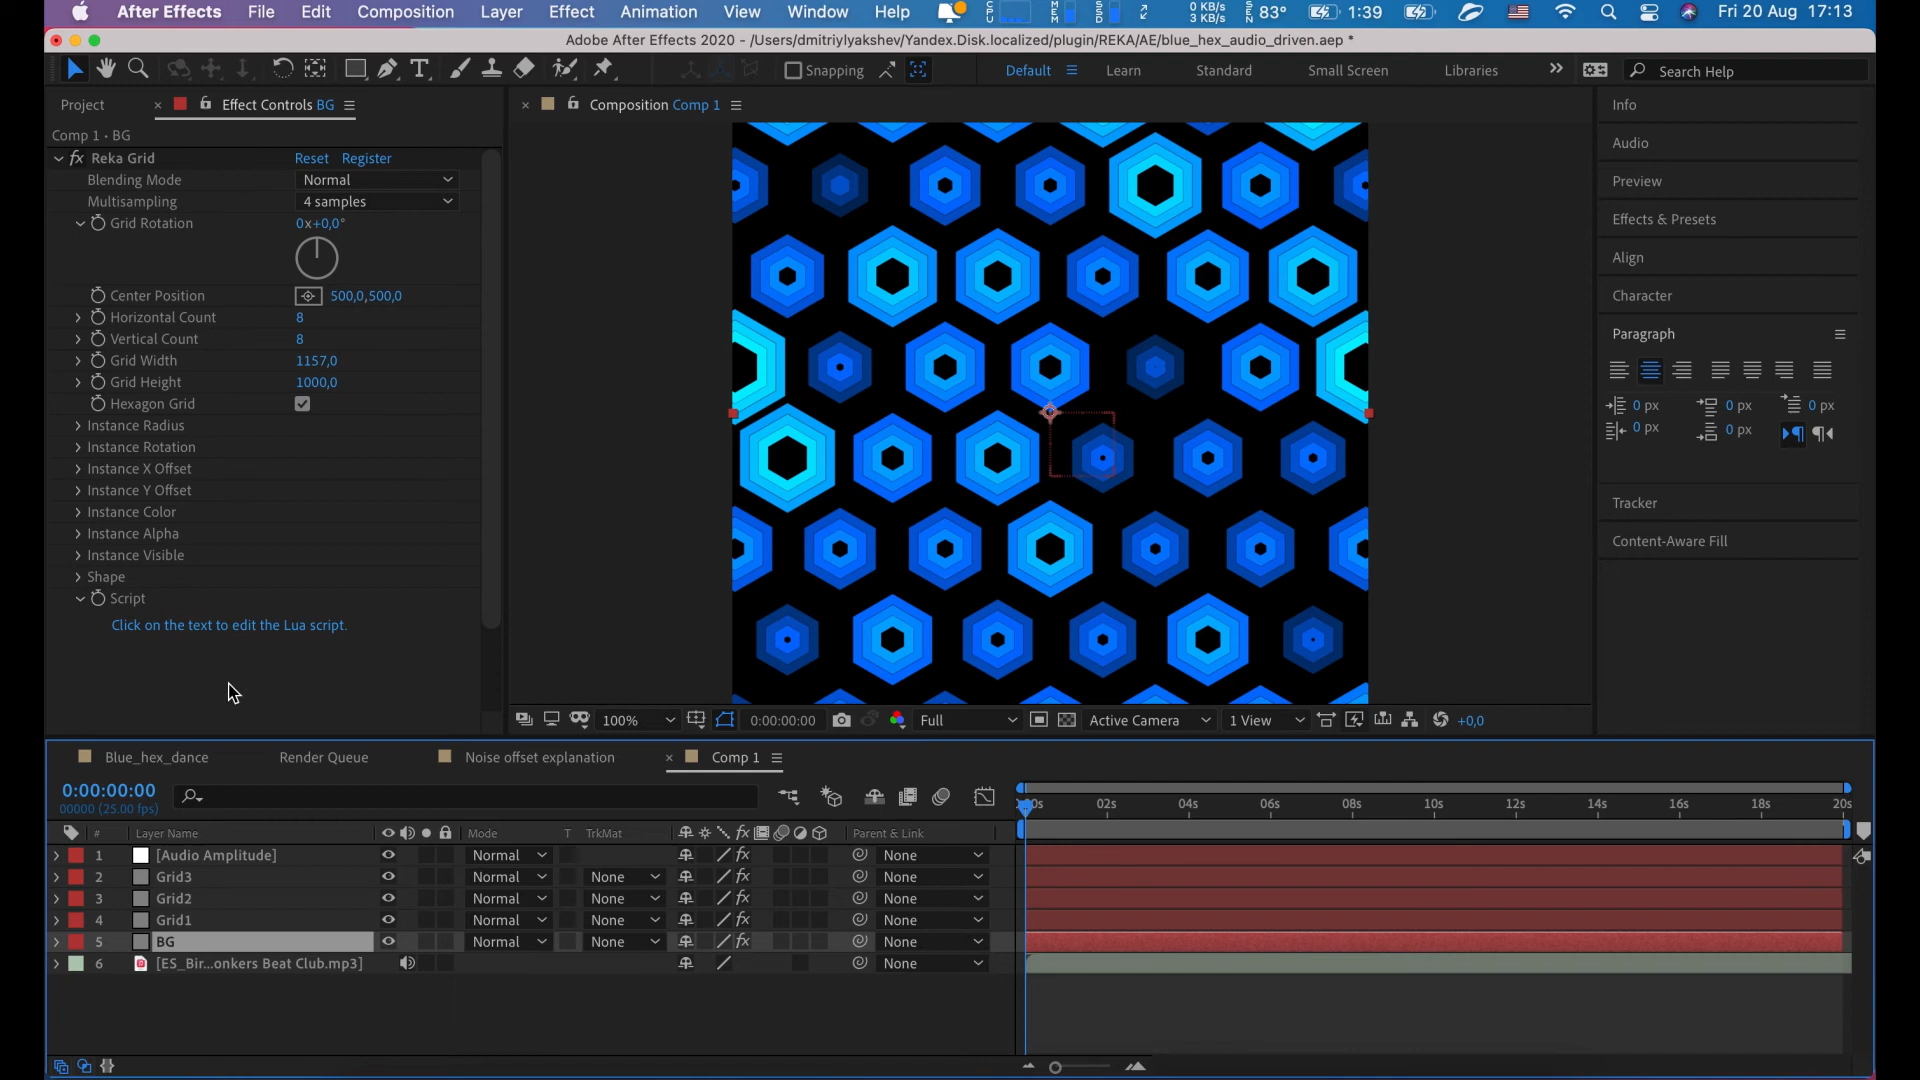 After Effects File Edit Composition Layer Effect Animation View Window Help CPU MEM SSD 0 KB/s 3 KB/s SEN 83° 1:39 Fri 20 Aug 17:13
Adobe After Effects 2020 - /Users/dmitriylyakshev/Yandex.Disk.localized/plugin/REKA/AE/blue_hex_audio_driven.aep *
Snapping Default Learn Standard Small Screen Libraries Search Help
Project Effect Controls BG
Comp 1 • BG
Reka Grid Reset Register
Blending Mode Normal
Multisampling 4 samples
Grid Rotation 0x+0,0°
Center Position 500,0,500,0
Horizontal Count 8
Vertical Count 8
Grid Width 1157,0
Grid Height 1000,0
Hexagon Grid
Instance Radius
Instance Rotation
Instance X Offset
Instance Y Offset
Instance Color
Instance Alpha
Instance Visible
Shape
Script
Click on the text to edit the Lua script.
Composition Comp 1
100% 0:00:00:00 Full Active Camera 1 View +0,0
Info
Audio
Preview
Effects & Presets
Align
Character
Paragraph
0 px 0 px 0 px
0 px 0 px
Tracker
Content-Aware Fill
Blue_hex_dance Render Queue Noise offset explanation Comp 1
0:00:00:00
00000 (25.00 fps)
02s 04s 06s 08s 10s 12s 14s 16s 18s 20s
# Layer Name Mode T TrkMat Parent & Link
1 [Audio Amplitude] Normal None
2 Grid3 Normal None None
3 Grid2 Normal None None
4 Grid1 Normal None None
5 BG Normal None None
6 [ES_Bir...onkers Beat Club.mp3] None